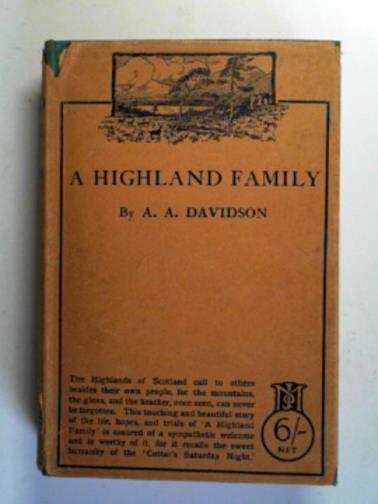 A HIGHLAND FAMILY
By A. A. DAVIDSON
The Highlands of Scotland call to others
besides their own people, for the mountains,
the glens, and the heather, once seen, can never
be forgotten. This touching and beautiful story
of the life, hopes, and trials of 'A Highland
Family' is assured of a sympathetic welcome
and is worthy of it, for it recalls the sweet
humanity of the 'Cottar's Saturday Night.'
6/-
NET